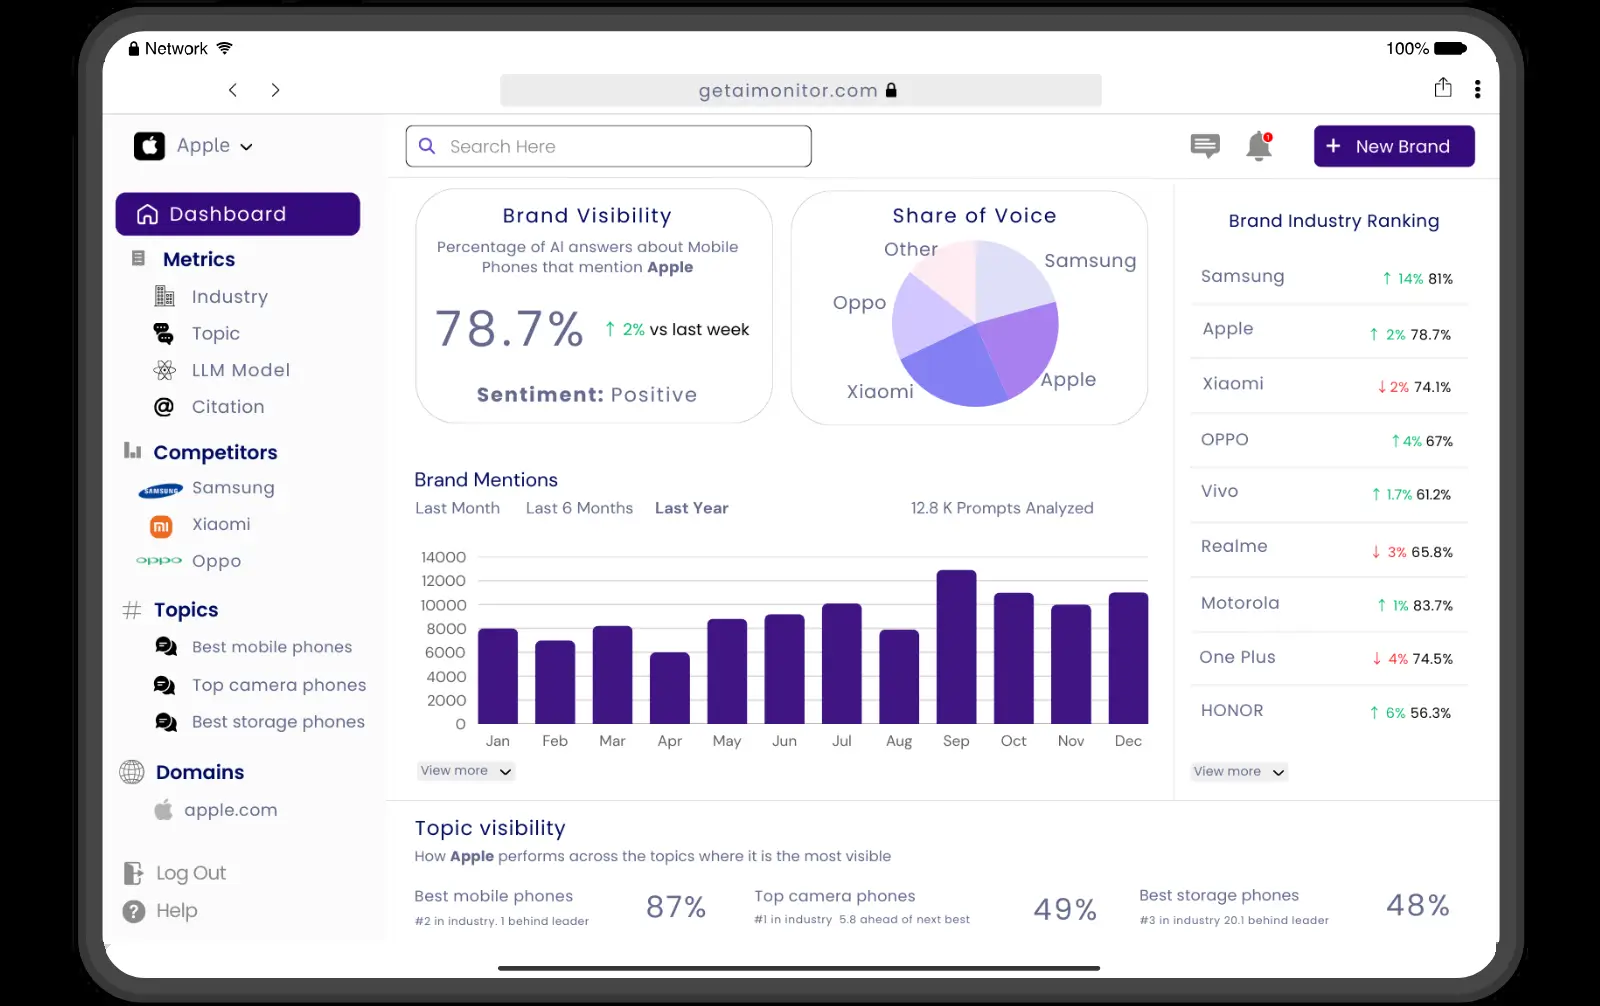 Network
100%
getaimonitor.com
Apple
Search Here
1
+ New Brand
Dashboard
Metrics
Industry
Topic
LLM Model
@ Citation
Competitors
SAMSUNG Samsung
mi Xiaomi
oppo Oppo
# Topics
Best mobile phones
Top camera phones
Best storage phones
Domains
apple.com
Log Out
? Help
Brand Visibility
Percentage of AI answers about Mobile
Phones that mention Apple
78.7% ↑ 2% vs last week
Sentiment: Positive
Share of Voice
Other
Samsung
Oppo
Apple
Xiaomi
Brand Mentions
Last Month Last 6 Months Last Year 12.8 K Prompts Analyzed
14000
12000
10000
8000
6000
4000
2000
0
Jan Feb Mar Apr May Jun Jul Aug Sep Oct Nov Dec
View more
Brand Industry Ranking
Samsung ↑ 14% 81%
Apple ↑ 2% 78.7%
Xiaomi ↓2% 74.1%
OPPO ↑4% 67%
Vivo ↑ 1.7% 61.2%
Realme ↓ 3% 65.8%
Motorola ↑ 1% 83.7%
One Plus ↓ 4% 74.5%
HONOR ↑ 6% 56.3%
View more
Topic visibility
How Apple performs across the topics where it is the most visible
Best mobile phones 87%
#2 in industry. 1 behind leader
Top camera phones 49%
#1 in industry 5.8 ahead of next best
Best storage phones 48%
#3 in industry 20.1 behind leader